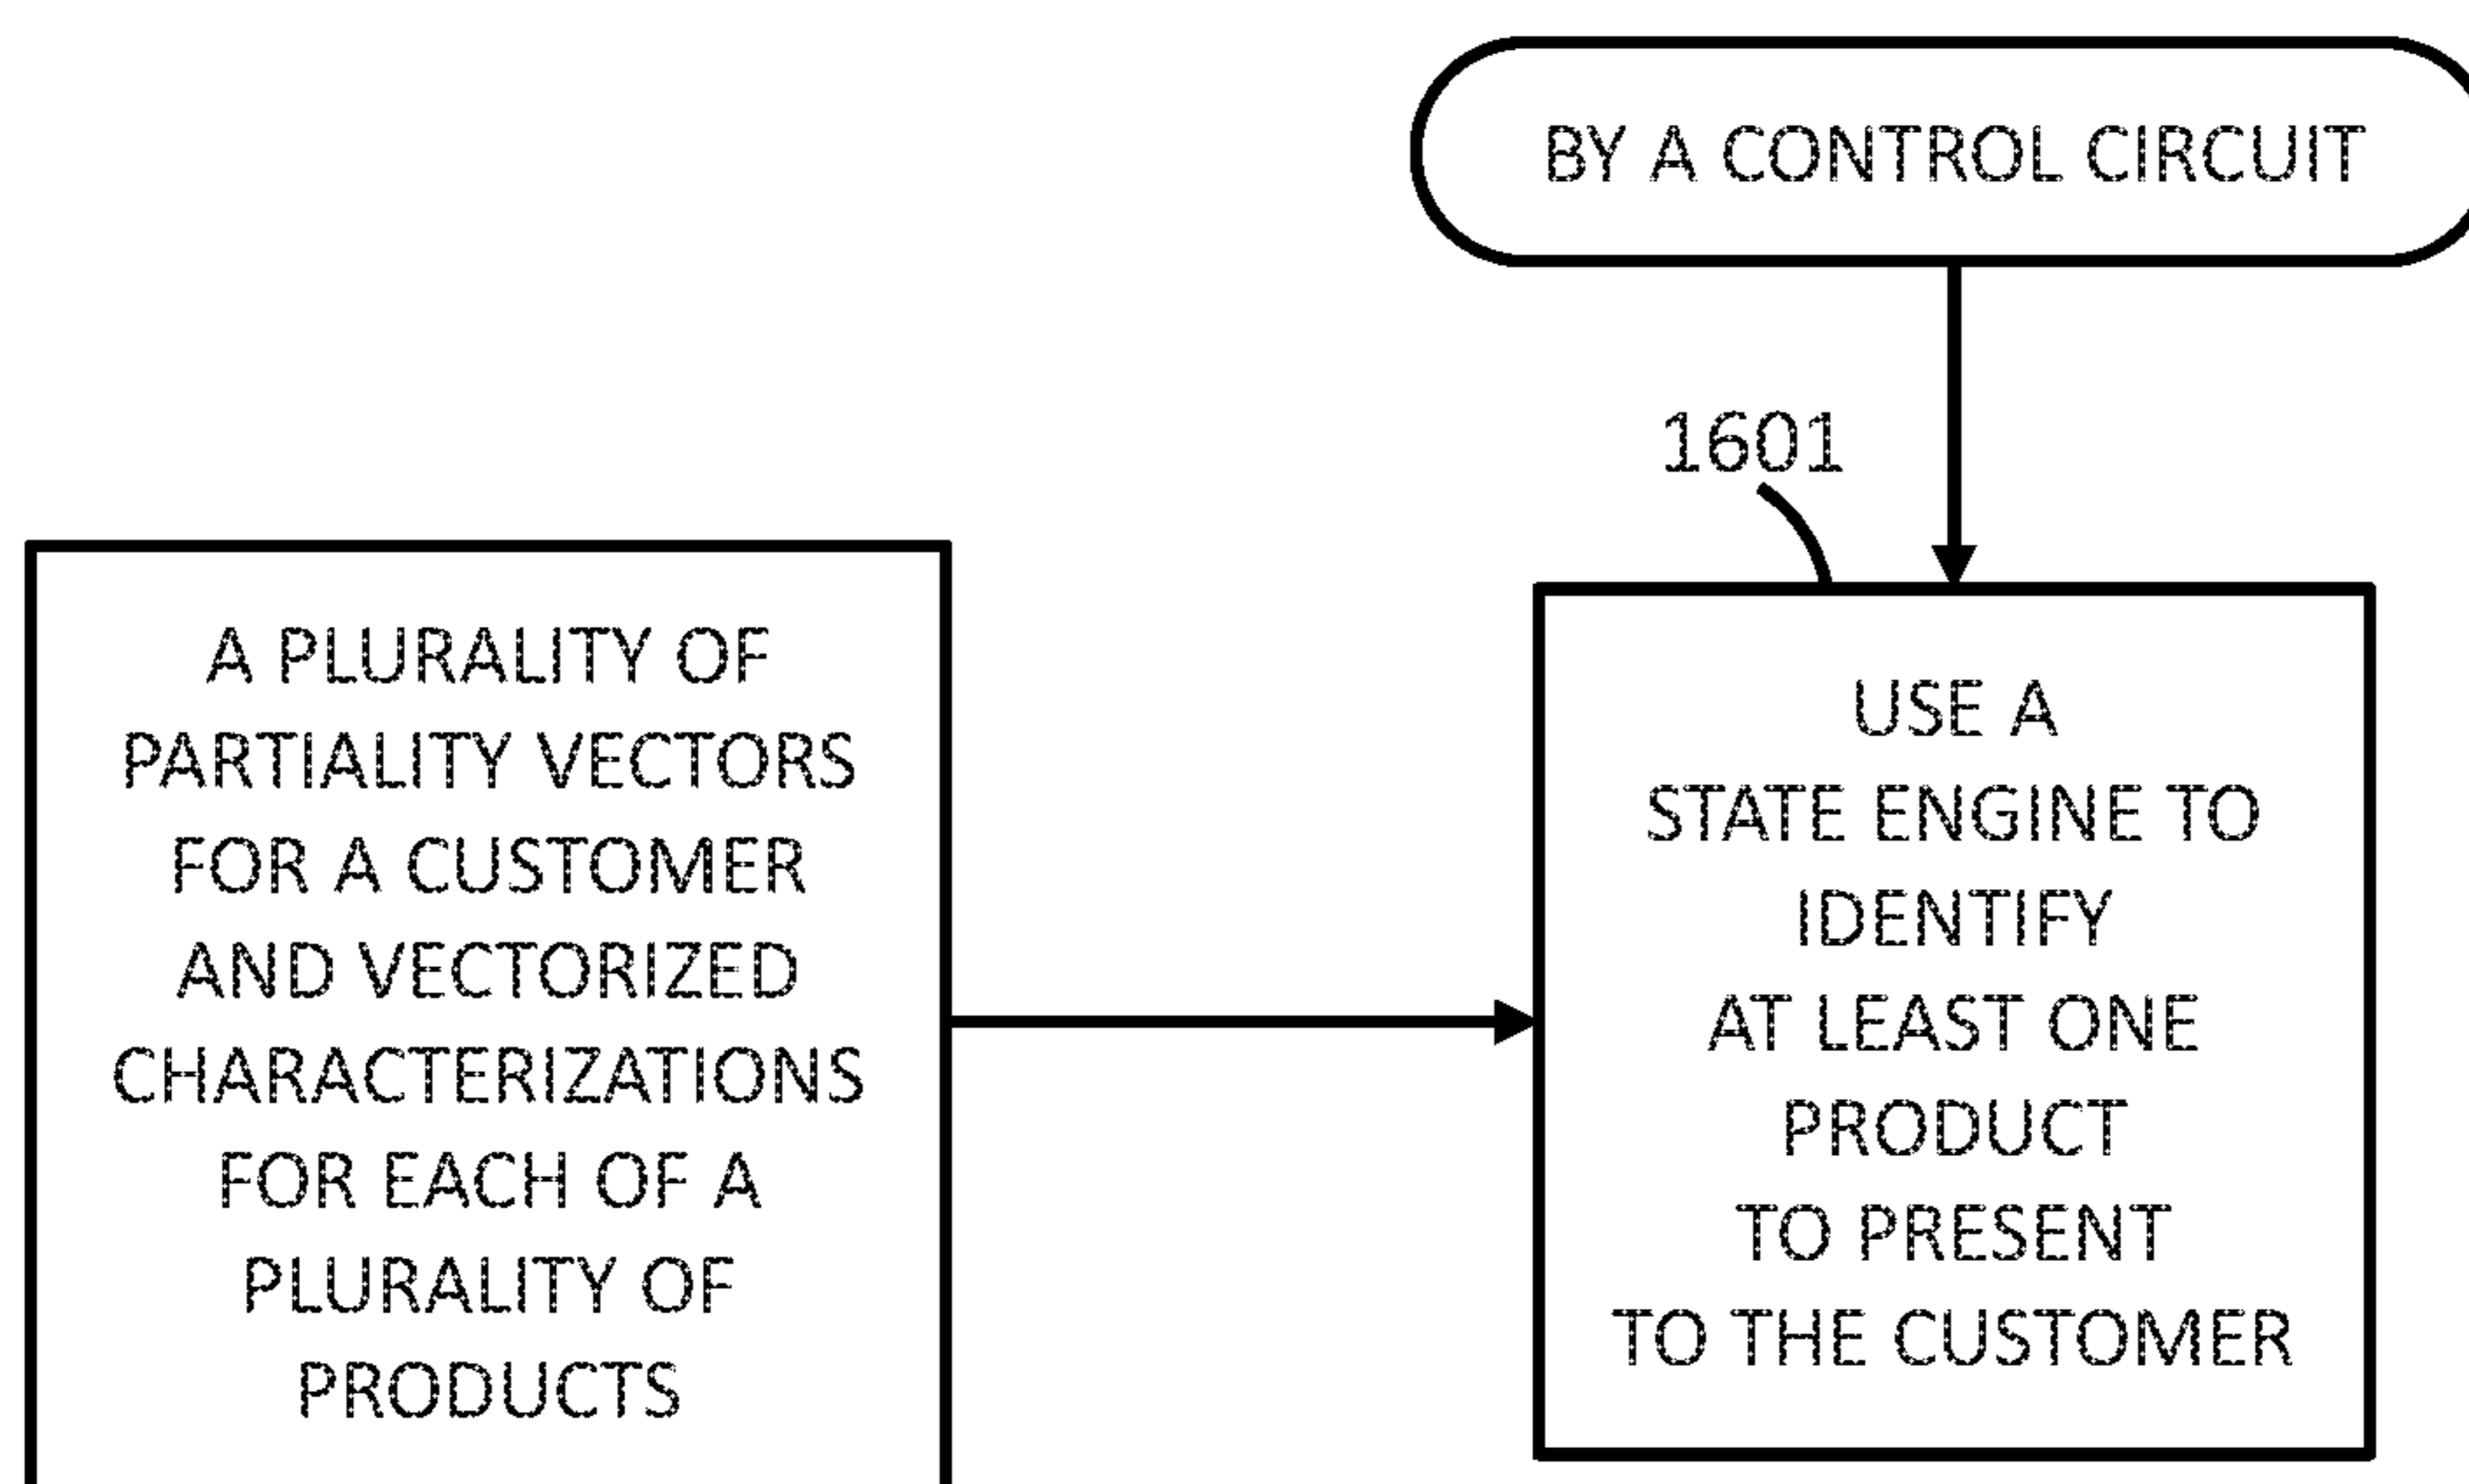 BY A CONTROL CIRCUIT
1601
A PLURALITY OF
PARTIALITY VECTORS
FOR A CUSTOMER
AND VECTORIZED
CHARACTERIZATIONS
FOR EACH OF A
PLURALITY OF
PRODUCTS
USE A
STATE ENGINE TO
IDENTIFY
AT LEAST ONE
PRODUCT
TO PRESENT
TO THE CUSTOMER